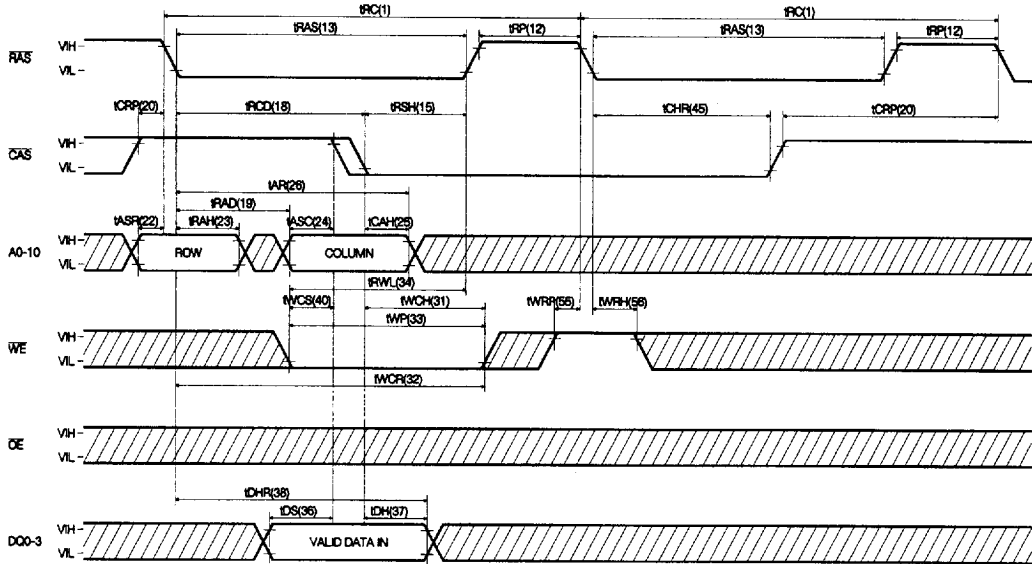 tRC(1) tRC(1)
tRAS(13) tRP(12) tRAS(13) tRP(12)
RAS VIH
VIL
tCRP(20) tRCD(18) tRSH(15) tCHR(45) tCRP(20)
CAS VIH
VIL
tAR(26)
tRAD(19)
tASR(22) tRAH(23) tASC(24) tCAH(25)
A0-10 VIH
VIL
ROW COLUMN
tRWL(34)
tWCS(40) tWCH(31) tWRP(55) tWRH(56)
tWP(33)
WE VIH
VIL
tWCR(32)
OE VIH
VIL
tDHR(38)
tDS(36) tDH(37)
DQ0-3 VIH
VIL
VALID DATA IN